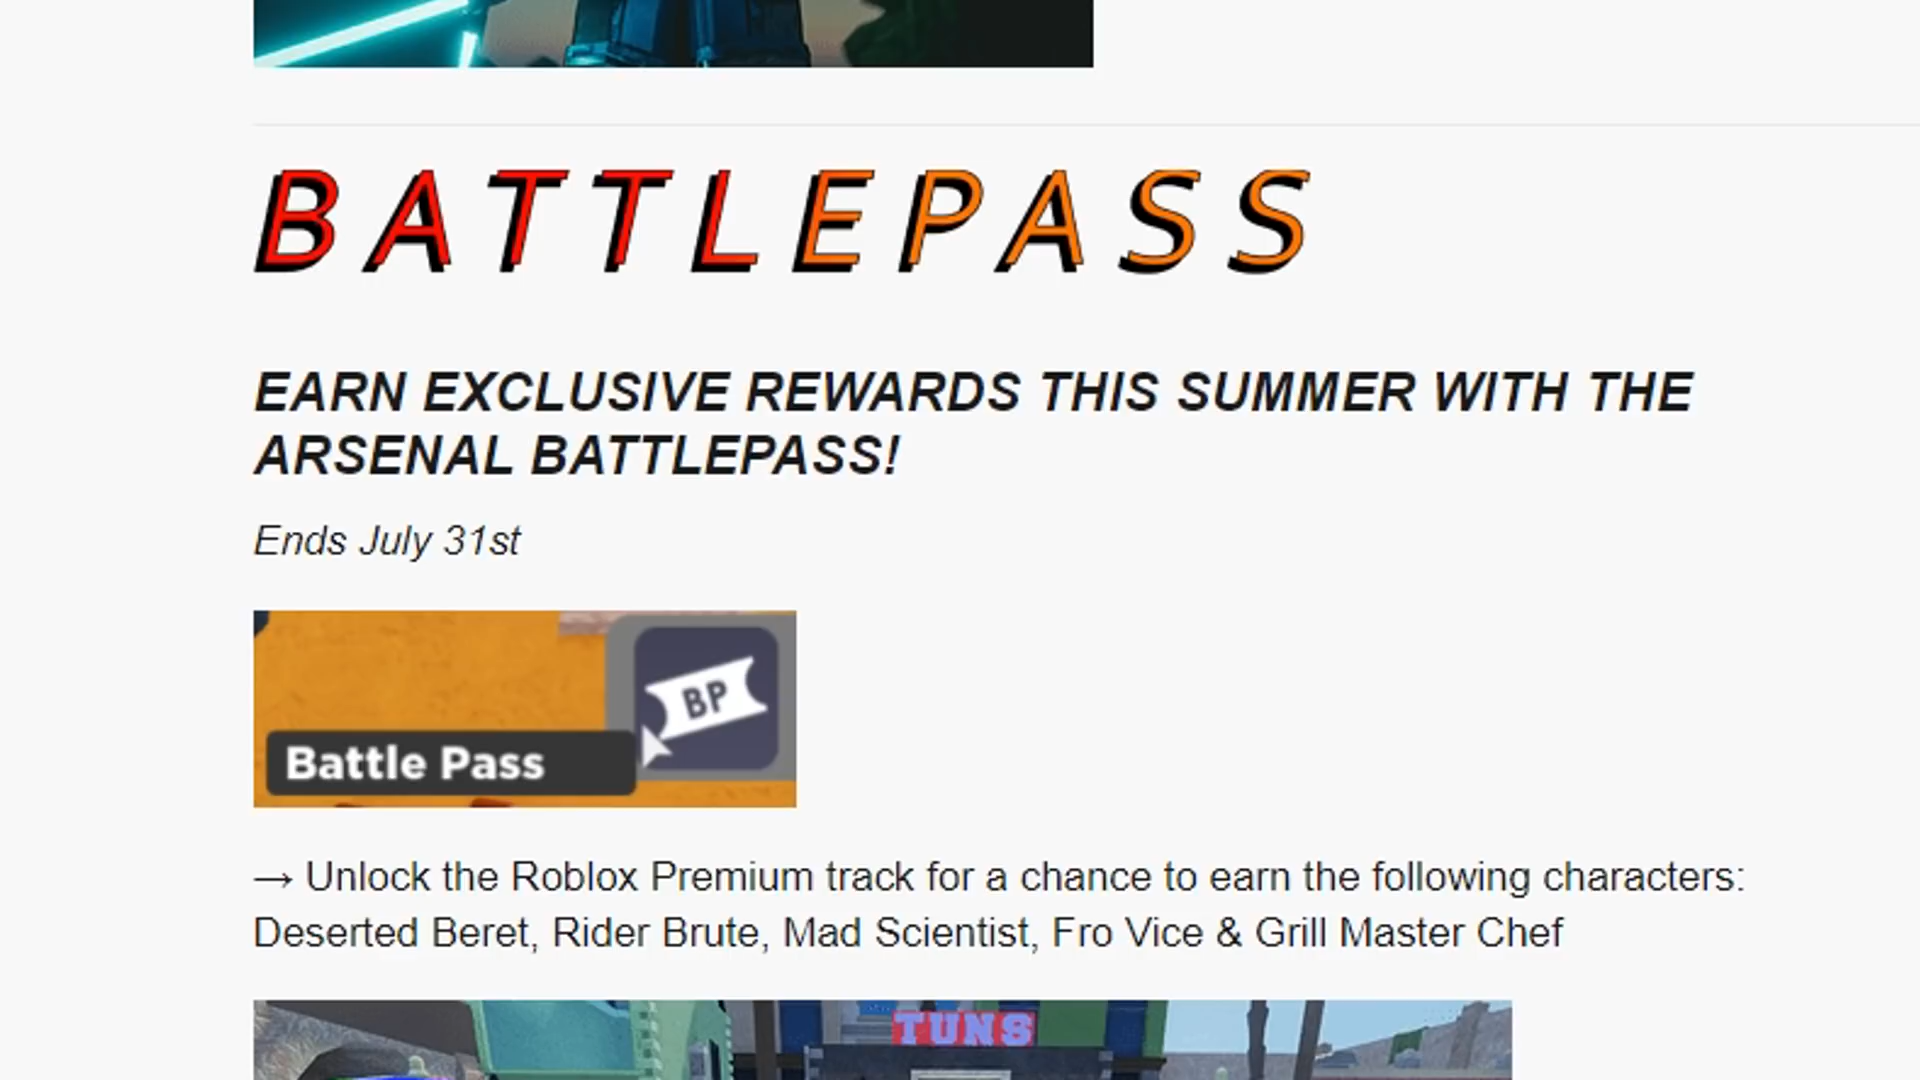 BATTLEPASS
EARN EXCLUSIVE REWARDS THIS SUMMER WITH THE
ARSENAL BATTLEPASS!
Ends July 31st
BP
Battle Pass
→ Unlock the Roblox Premium track for a chance to earn the following characters:
Deserted Beret, Rider Brute, Mad Scientist, Fro Vice & Grill Master Chef
TUNS